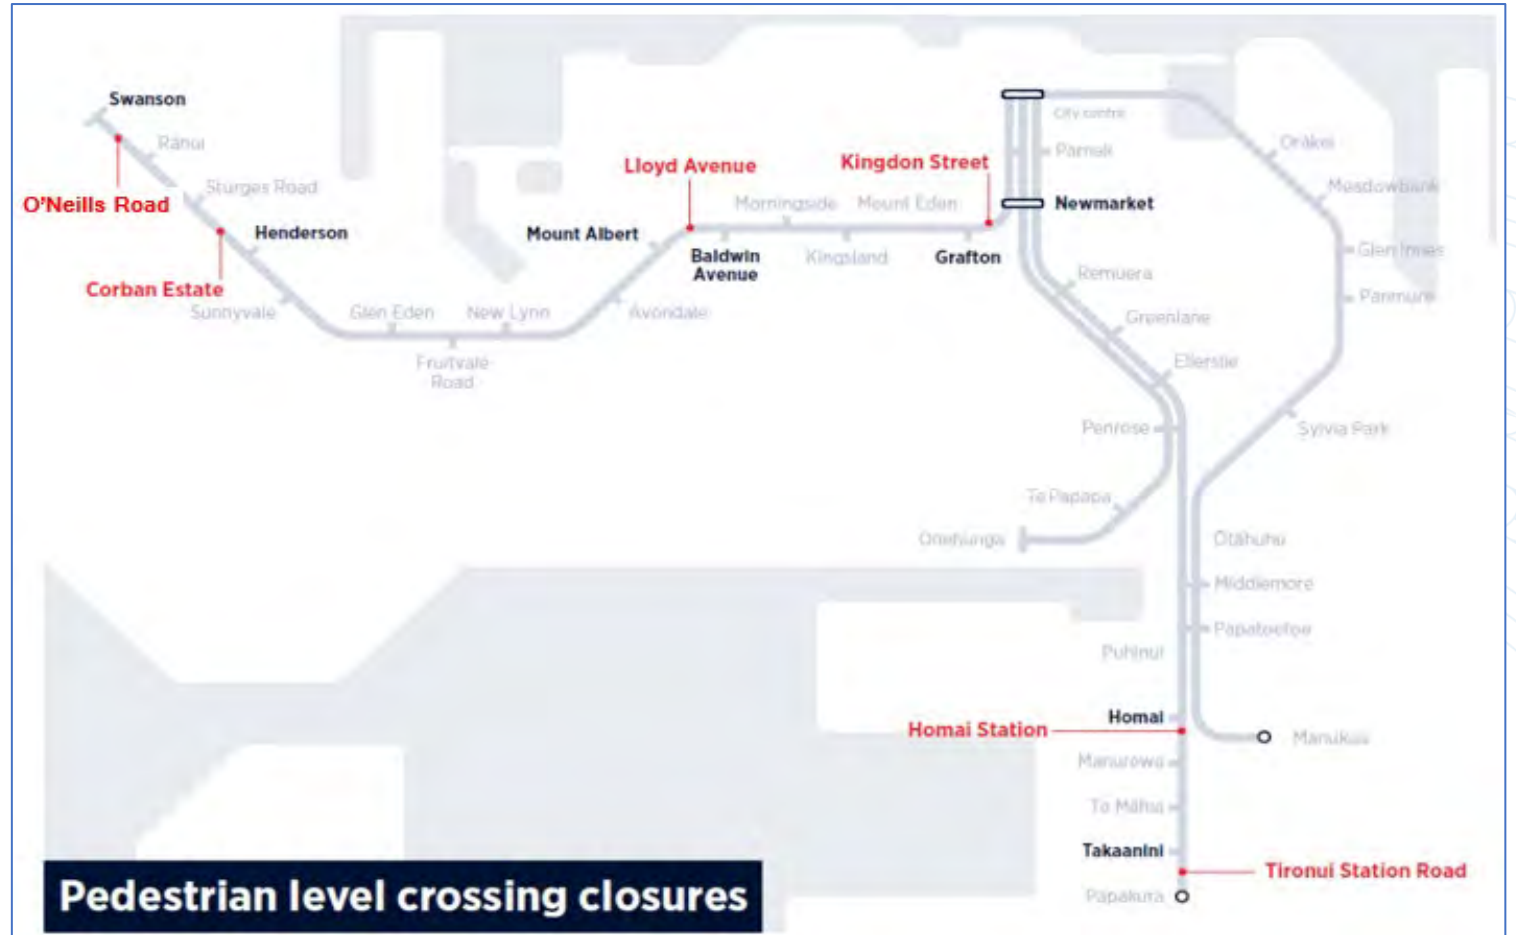 Swanson
Rānui
O'Neills Road
Sturges Road
Henderson
Corban Estate
Sunnyvale
Glen Eden
New Lynn
Fruitvale
Road
Avondale
Mount Albert
Lloyd Avenue
Baldwin
Avenue
Morningside
Kingsland
Mount Eden
Grafton
Kingdon Street
City centre
Parnell
Newmarket
Remuera
Greenlane
Ellerslie
Penrose
Te Papapa
Onehunga
Ōrākei
Meadowbank
Glen Innes
Panmure
Sylvia Park
Ōtāhuhu
Middlemore
Papatoetoe
Puhinui
Homai
Homai Station
Manukau
Manurewa
Te Mahia
Takaanini
Tironui Station Road
Papakura
Pedestrian level crossing closures